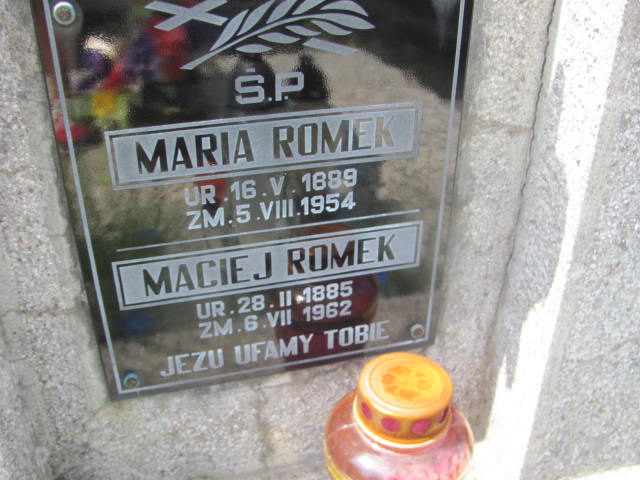 Ś.P.
MARIA ROMEK
UR.16.V.1889
ZM.5.VIII.1954
MACIEJ ROMEK
UR.28.II.1885
ZM.6.VII 1962
JEZU UFAMY TOBIE